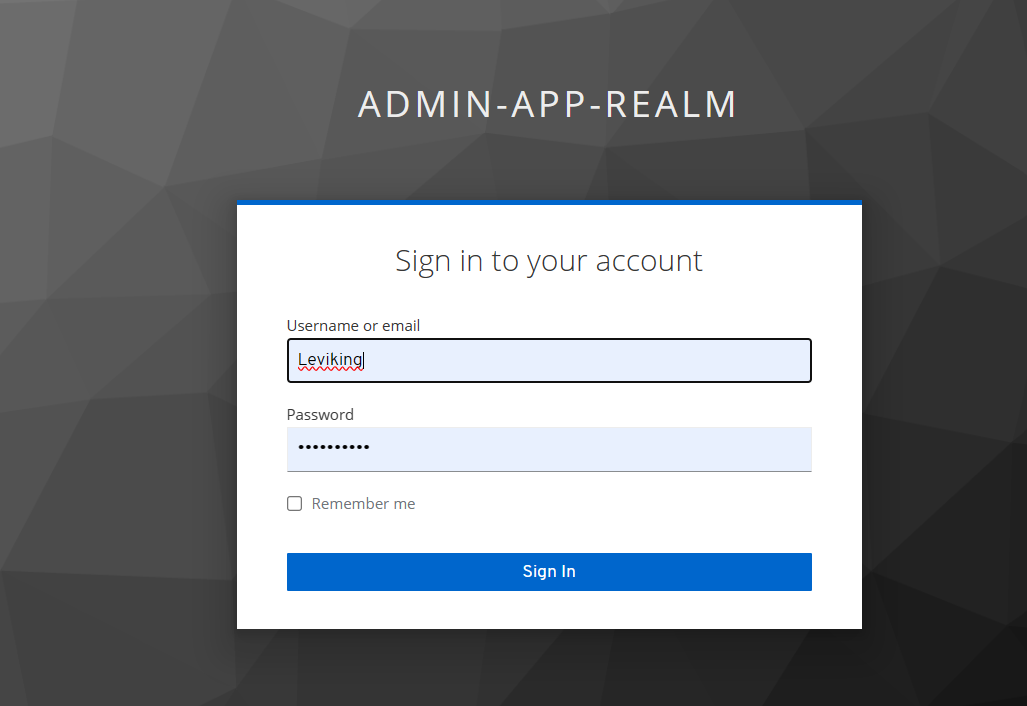 ADMIN-APP-REALM
Sign in to your account
Username or email
Leviking
Password
••••••••••
Remember me
Sign In